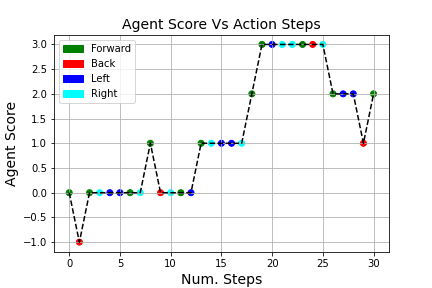 Agent Score Vs Action Steps
Forward
Back
Left
Right
3.0
2.5
2.0
1.5
1.0
0.5
0.0
−0.5
−1.0
Agent Score
0 5 10 15 20 25 30
Num. Steps